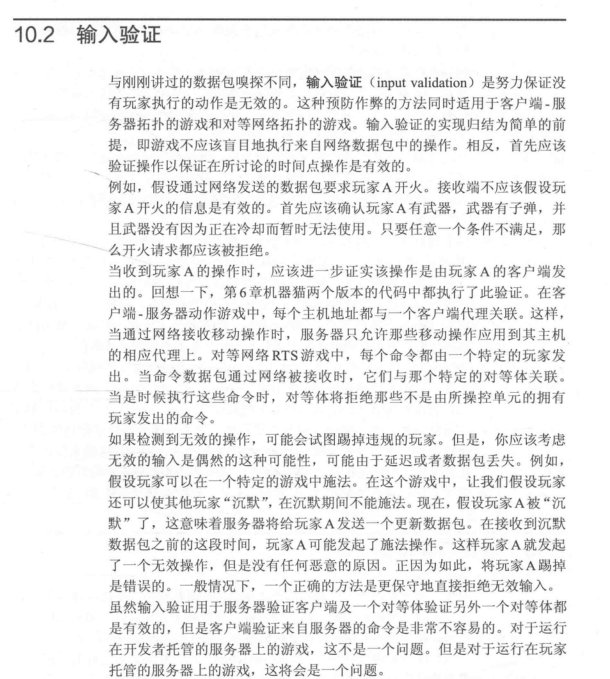 10.2 输入验证
与刚刚讲过的数据包嗅探不同，输入验证（input validation）是努力保证没
有玩家执行的动作是无效的。这种预防作弊的方法同时适用于客户端-服
务器拓扑的游戏和对等网络拓扑的游戏。输入验证的实现归结为简单的前
提，即游戏不应该盲目地执行来自网络数据包中的操作。相反，首先应该
验证操作以保证在所讨论的时间点操作是有效的。
例如，假设通过网络发送的数据包要求玩家A开火。接收端不应该假设玩
家A开火的信息是有效的。首先应该确认玩家A有武器，武器有子弹，并
且武器没有因为正在冷却而暂时无法使用。只要任意一个条件不满足，那
么开火请求都应该被拒绝。
当收到玩家A的操作时，应该进一步证实该操作是由玩家A的客户端发
出的。回想一下，第6章机器猫两个版本的代码中都执行了此验证。在客
户端-服务器动作游戏中，每个主机地址都与一个客户端代理关联。这样，
当通过网络接收移动操作时，服务器只允许那些移动操作应用到其主机
的相应代理上。对等网络RTS游戏中，每个命令都由一个特定的玩家发
出。当命令数据包通过网络被接收时，它们与那个特定的对等体关联。
当是时候执行这些命令时，对等体将拒绝那些不是由所操控单元的拥有
玩家发出的命令。
如果检测到无效的操作，可能会试图踢掉违规的玩家。但是，你应该考虑
无效的输入是偶然的这种可能性，可能由于延迟或者数据包丢失。例如，
假设玩家可以在一个特定的游戏中施法。在这个游戏中，让我们假设玩家
还可以使其他玩家“沉默”，在沉默期间不能施法。现在，假设玩家A被“沉
默”了，这意味着服务器将给玩家A发送一个更新数据包。在接收到沉默
数据包之前的这段时间，玩家A可能发起了施法操作。这样玩家A就发起
了一个无效操作，但是没有任何恶意的原因。正因为如此，将玩家A踢掉
是错误的。一般情况下，一个正确的方法是更保守地直接拒绝无效输入。
虽然输入验证用于服务器验证客户端及一个对等体验证另外一个对等体都
是有效的，但是客户端验证来自服务器的命令是非常不容易的。对于运行
在开发者托管的服务器上的游戏，这不是一个问题。但是对于运行在玩家
托管的服务器上的游戏，这将会是一个问题。